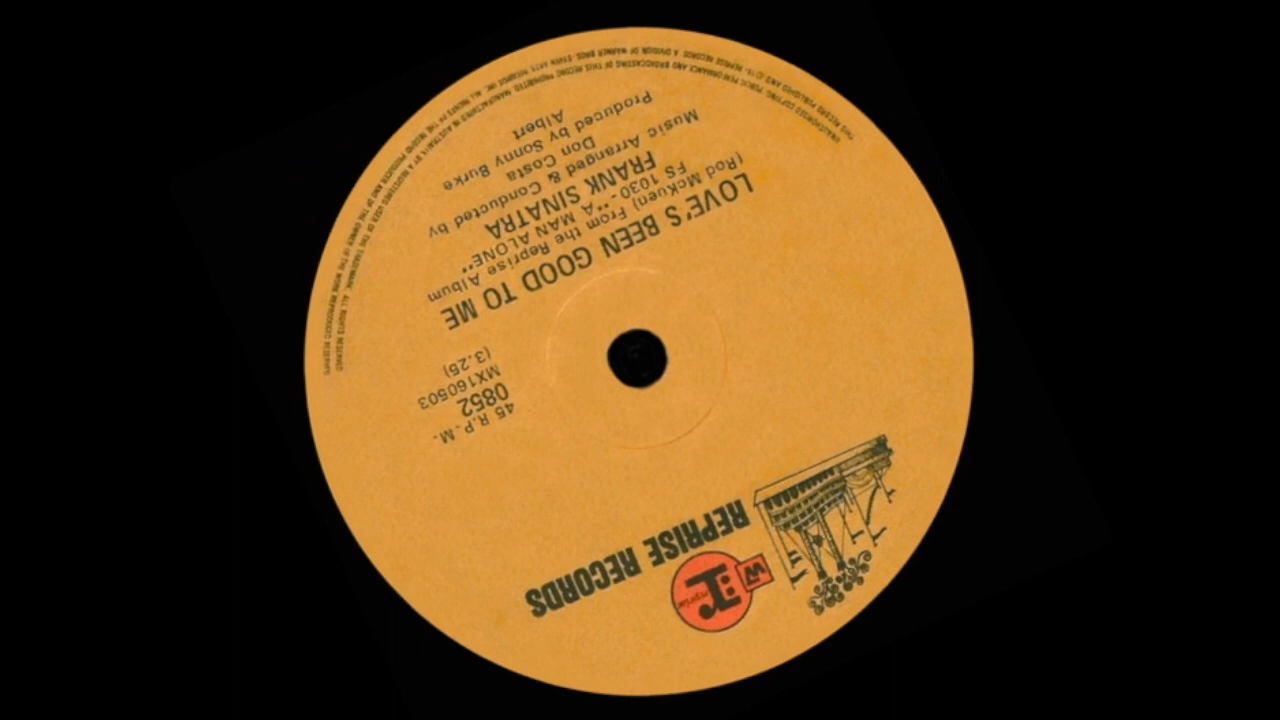 REPRISE RECORDS
W
r:
reprise
45 R.P.M.
0852
MX160503
(3.25)
LOVE'S BEEN GOOD TO ME
(Rod McKuen) From the Reprise Album
FS 1030-"A MAN ALONE"
FRANK SINATRA
Music Arranged & Conducted by
Don Costa
Produced by Sonny Burke
Albert